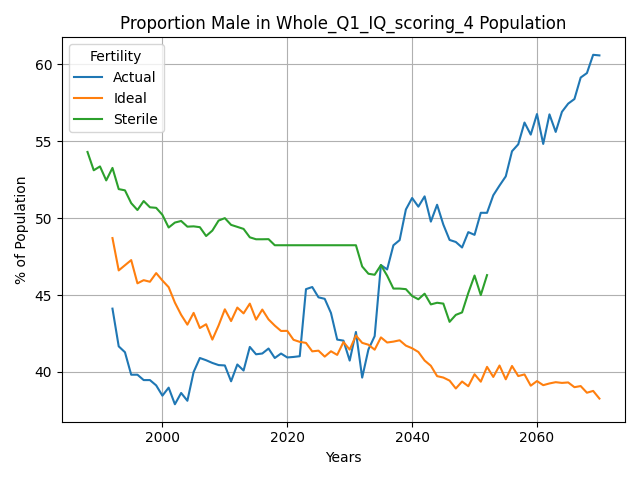 Proportion Male in Whole_Q1_IQ_scoring_4 Population
Fertility
Actual
Ideal
Sterile
% of Population
60
55
50
45
40
2000
2020
2040
2060
Years